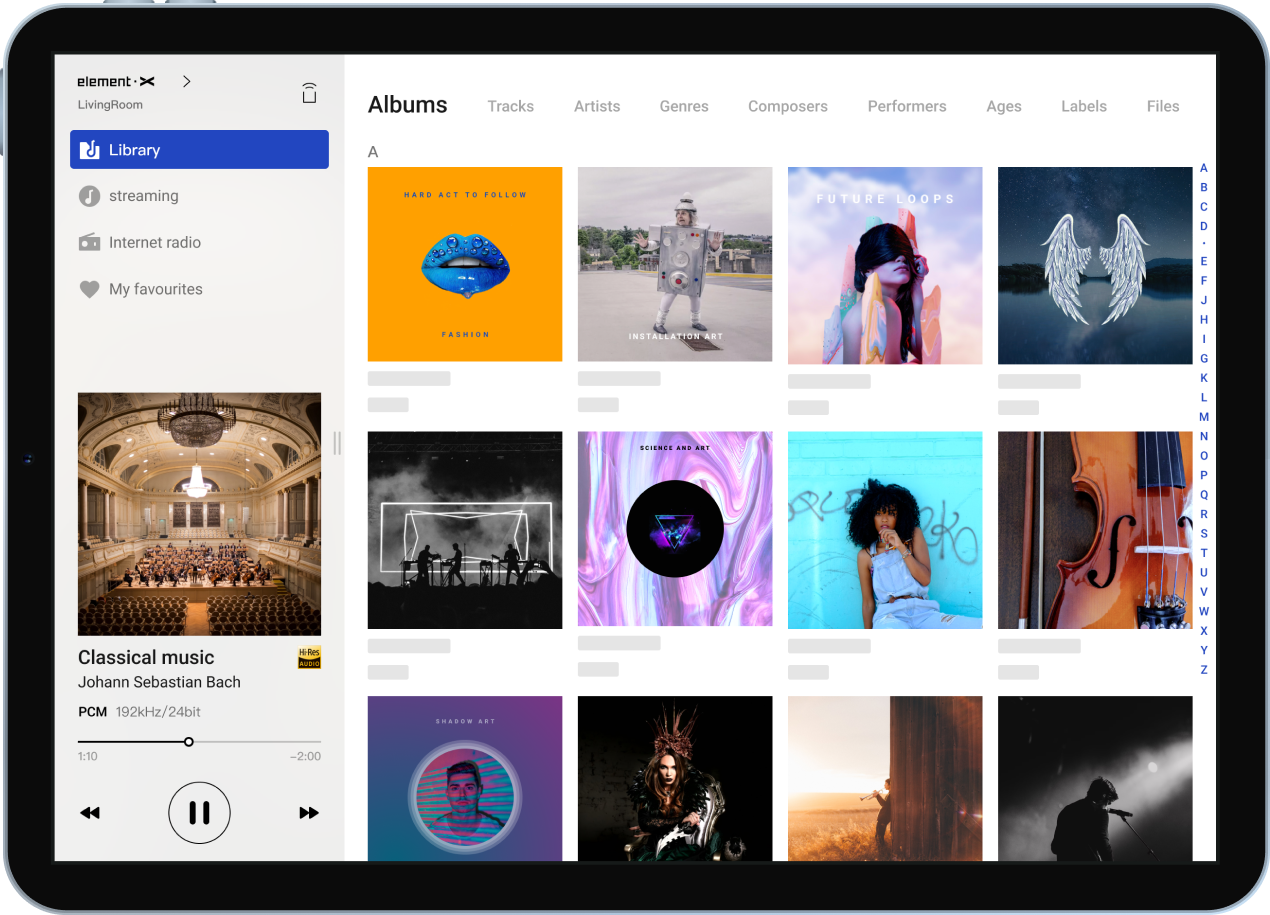 element·X
LivingRoom
Library
streaming
Internet radio
My favourites
Classical music
Hi-Res
AUDIO
Johann Sebastian Bach
PCM 192kHz/24bit
1:10 –2:00
Albums Tracks Artists Genres Composers Performers Ages Labels Files
A
HARD ACT TO FOLLOW
FASHION
INSTALLATION ART
FUTURE LOOPS
SCIENCE AND ART
SHADOW ART
A
B
C
D
·
E
F
J
H
I
G
K
L
M
N
O
P
Q
R
S
T
U
V
W
X
Y
Z